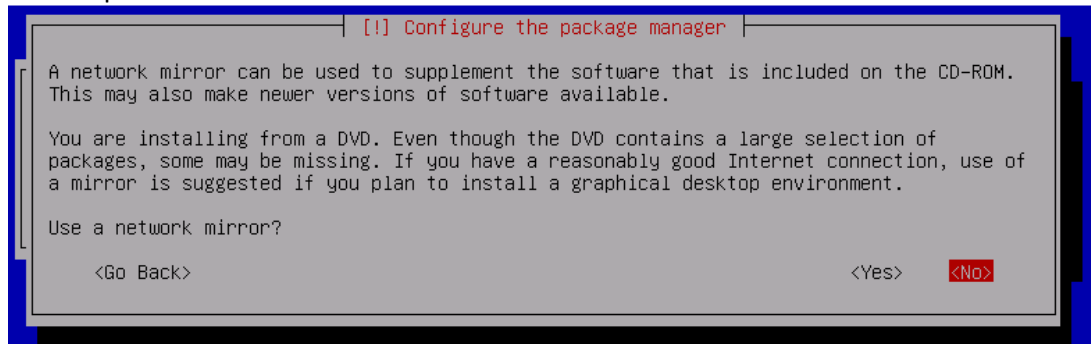 [!] Configure the package manager
A network mirror can be used to supplement the software that is included on the CD-ROM.
This may also make newer versions of software available.
You are installing from a DVD. Even though the DVD contains a large selection of
packages, some may be missing. If you have a reasonably good Internet connection, use of
a mirror is suggested if you plan to install a graphical desktop environment.
Use a network mirror?
<Go Back> <Yes> <No>